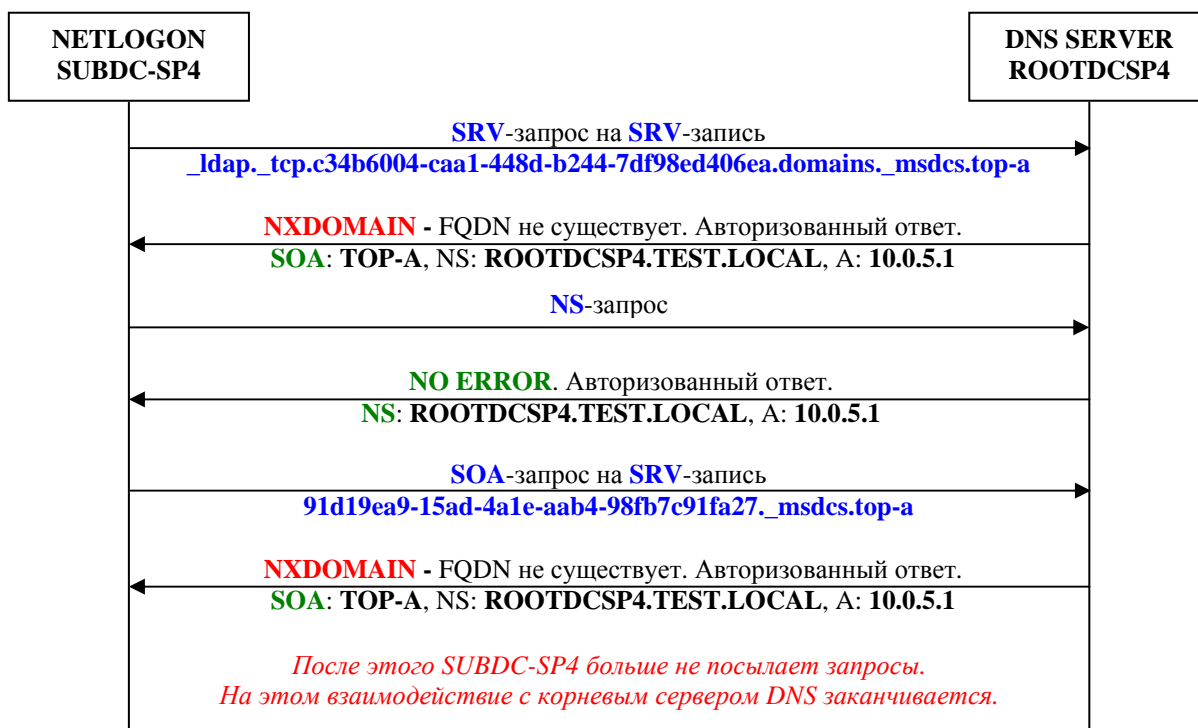 NETLOGON
SUBDC-SP4
DNS SERVER
ROOTDCSP4
SRV-запрос на SRV-запись
_ldap._tcp.c34b6004-caa1-448d-b244-7df98ed406ea.domains._msdcs.top-a
NXDOMAIN - FQDN не существует. Авторизованный ответ.
SOA: TOP-A, NS: ROOTDCSP4.TEST.LOCAL, A: 10.0.5.1
NS-запрос
NO ERROR. Авторизованный ответ.
NS: ROOTDCSP4.TEST.LOCAL, A: 10.0.5.1
SOA-запрос на SRV-запись
91d19ea9-15ad-4a1e-aab4-98fb7c91fa27._msdcs.top-a
NXDOMAIN - FQDN не существует. Авторизованный ответ.
SOA: TOP-A, NS: ROOTDCSP4.TEST.LOCAL, A: 10.0.5.1
После этого SUBDC-SP4 больше не посылает запросы.
На этом взаимодействие с корневым сервером DNS заканчивается.